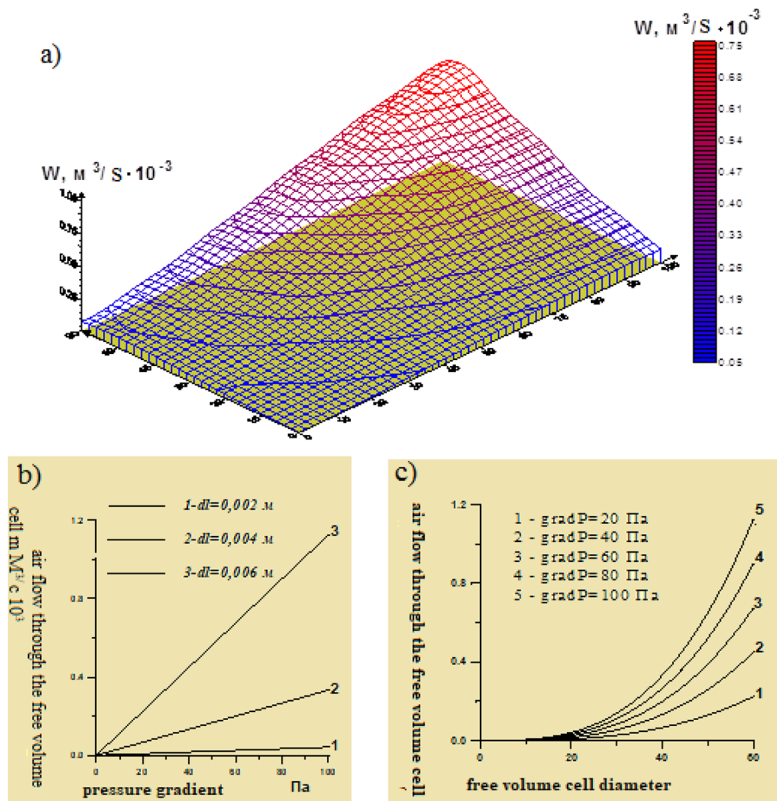 a)
W, м³/S·10⁻³
0.75
0.68
0.61
0.54
0.47
0.40
0.33
0.26
0.19
0.12
0.05
W, м³/S·10⁻³
b)
air flow through the free volume
cell m М³/с 10³
1-dl=0,002 м
2-dl=0,004 м
3-dl=0,006 м
1.2
0.8
0.4
0.0
3
2
1
0
20
40
60
80
100
pressure gradient
Па
c)
air flow through the free volume cell
1 - gradP=20 Па
2 - gradP=40 Па
3 - gradP=60 Па
4 - gradP=80 Па
5 - gradP=100 Па
1.2
0.8
0.4
0.0
5
4
3
2
1
0
20
40
60
free volume cell diameter